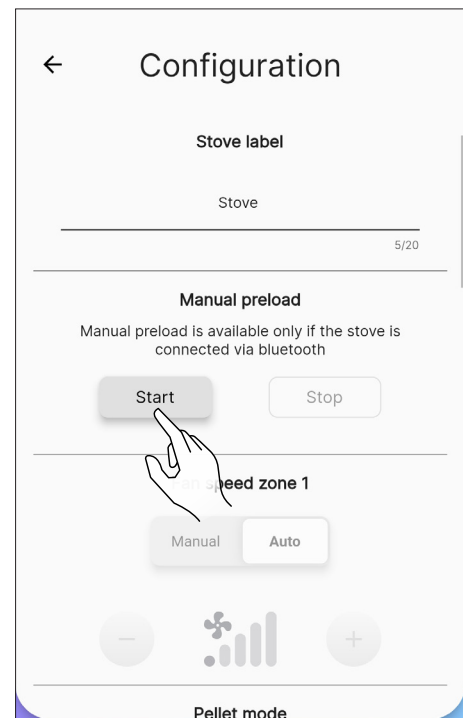 Configuration
Stove label
Stove
5/20
Manual preload
Manual preload is available only if the stove is
connected via bluetooth
Start
Stop
speed zone 1
Manual
Auto
Pellet mode